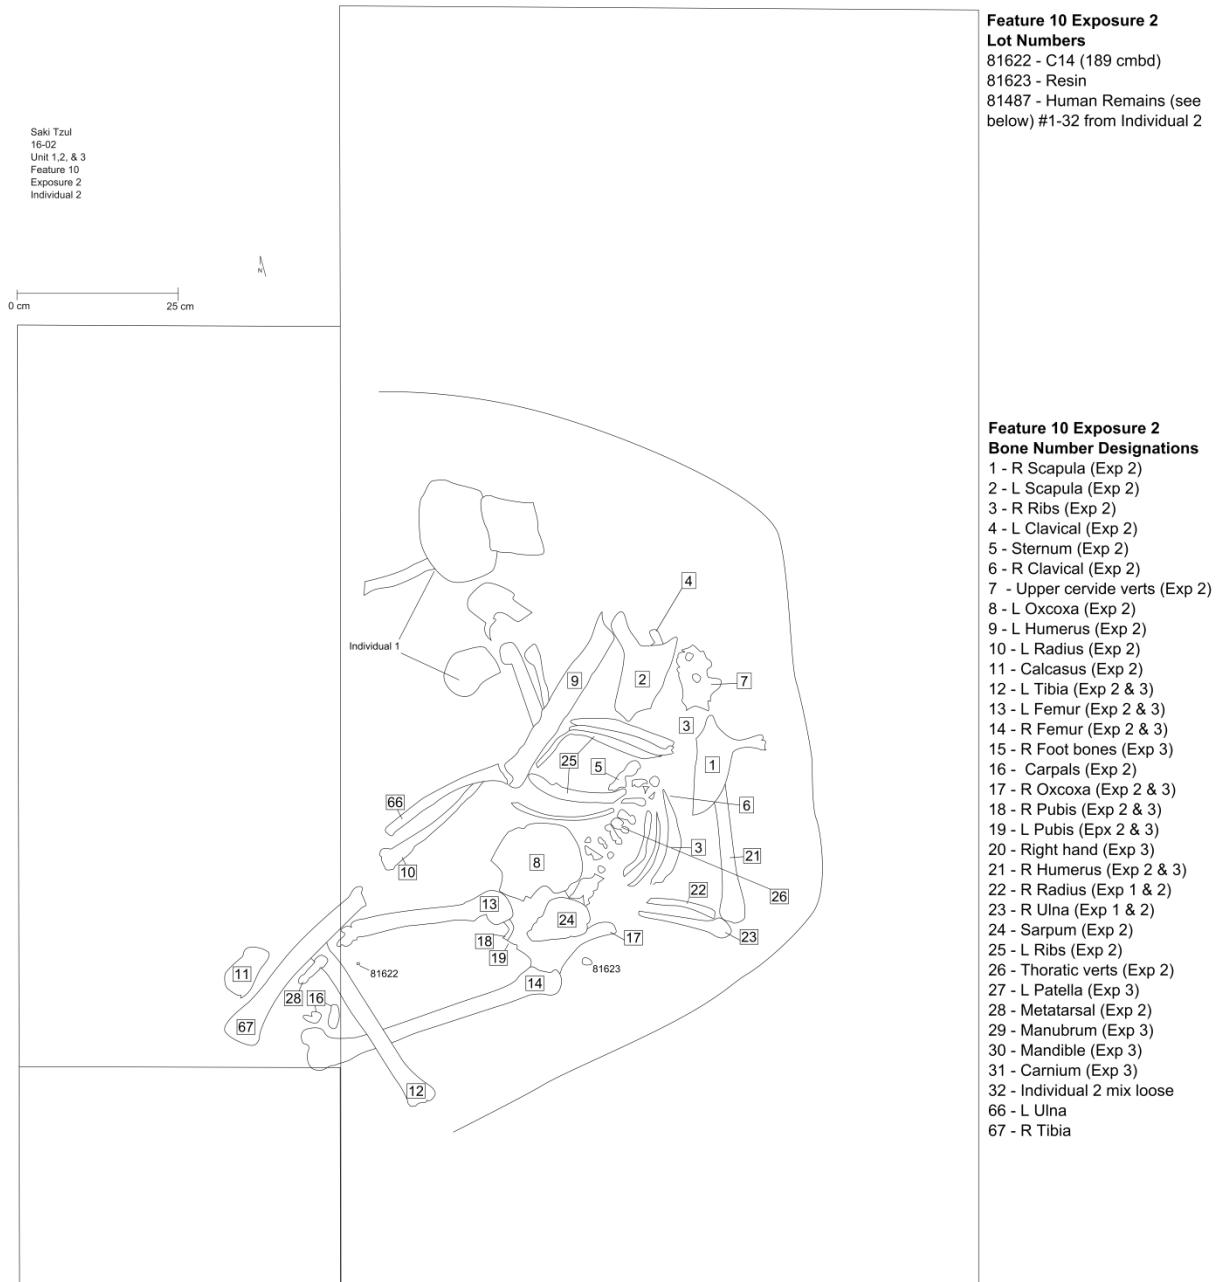 Feature 10 Exposure 2
Lot Numbers
81622 - C14 (189 cmbd)
81623 - Resin
81487 - Human Remains (see
below) #1-32 from Individual 2
Saki Tzul
16-02
Unit 1,2, & 3
Feature 10
Exposure 2
Individual 2
N
0 cm
25 cm
Feature 10 Exposure 2
Bone Number Designations
1 - R Scapula (Exp 2)
2 - L Scapula (Exp 2)
3 - R Ribs (Exp 2)
4 - L Clavical (Exp 2)
5 - Sternum (Exp 2)
6 - R Clavical (Exp 2)
7 - Upper cervide verts (Exp 2)
8 - L Oxcoxa (Exp 2)
9 - L Humerus (Exp 2)
10 - L Radius (Exp 2)
11 - Calcasus (Exp 2)
12 - L Tibia (Exp 2 & 3)
13 - L Femur (Exp 2 & 3)
14 - R Femur (Exp 2 & 3)
15 - R Foot bones (Exp 3)
16 - Carpals (Exp 2)
17 - R Oxcoxa (Exp 2 & 3)
18 - R Pubis (Exp 2 & 3)
19 - L Pubis (Epx 2 & 3)
20 - Right hand (Exp 3)
21 - R Humerus (Exp 2 & 3)
22 - R Radius (Exp 1 & 2)
23 - R Ulna (Exp 1 & 2)
24 - Sarpum (Exp 2)
25 - L Ribs (Exp 2)
26 - Thoratic verts (Exp 2)
27 - L Patella (Exp 3)
28 - Metatarsal (Exp 2)
29 - Manubrum (Exp 3)
30 - Mandible (Exp 3)
31 - Carnium (Exp 3)
32 - Individual 2 mix loose
66 - L Ulna
67 - R Tibia
4
Individual 1
9
2
7
3
25
5
1
66
6
10
8
3
21
26
13
22
24
18
17
23
19
11
81622
81623
28
16
14
67
12